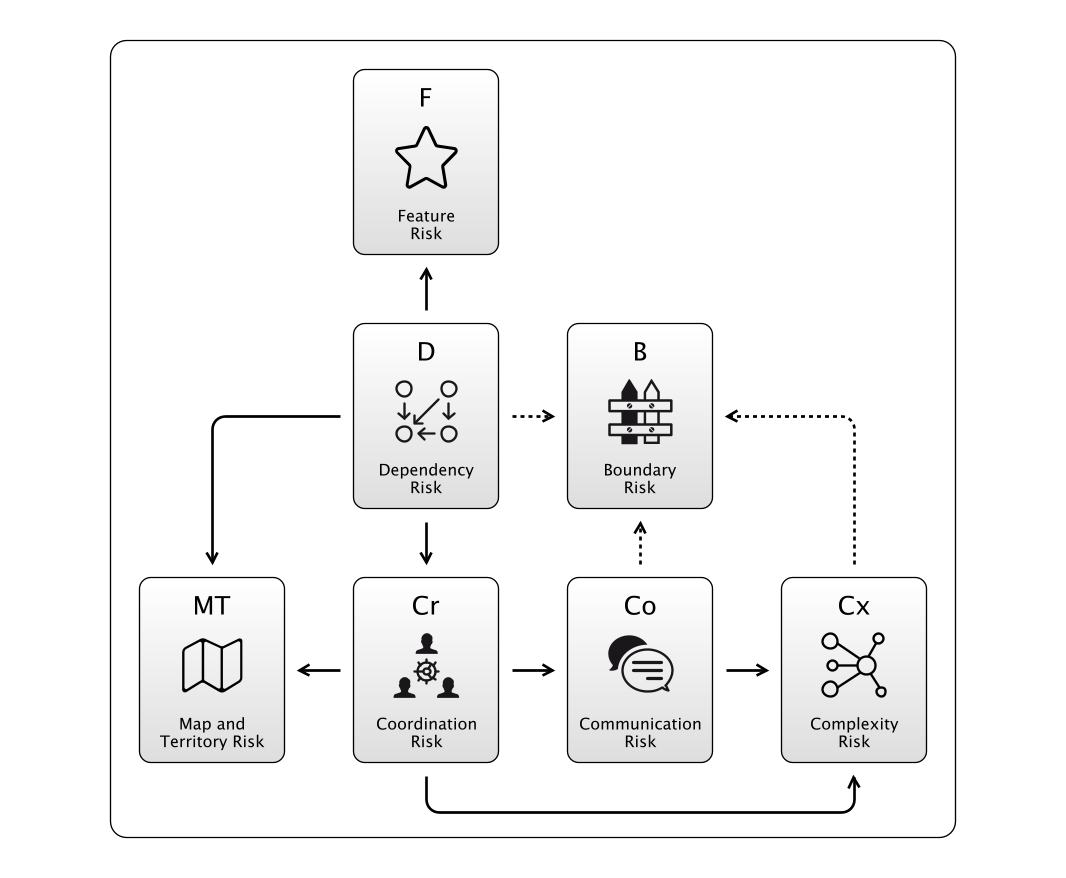 F
Feature
Risk
D
Dependency
Risk
B
Boundary
Risk
MT
Map and
Territory Risk
Cr
Coordination
Risk
Co
Communication
Risk
Cx
Complexity
Risk